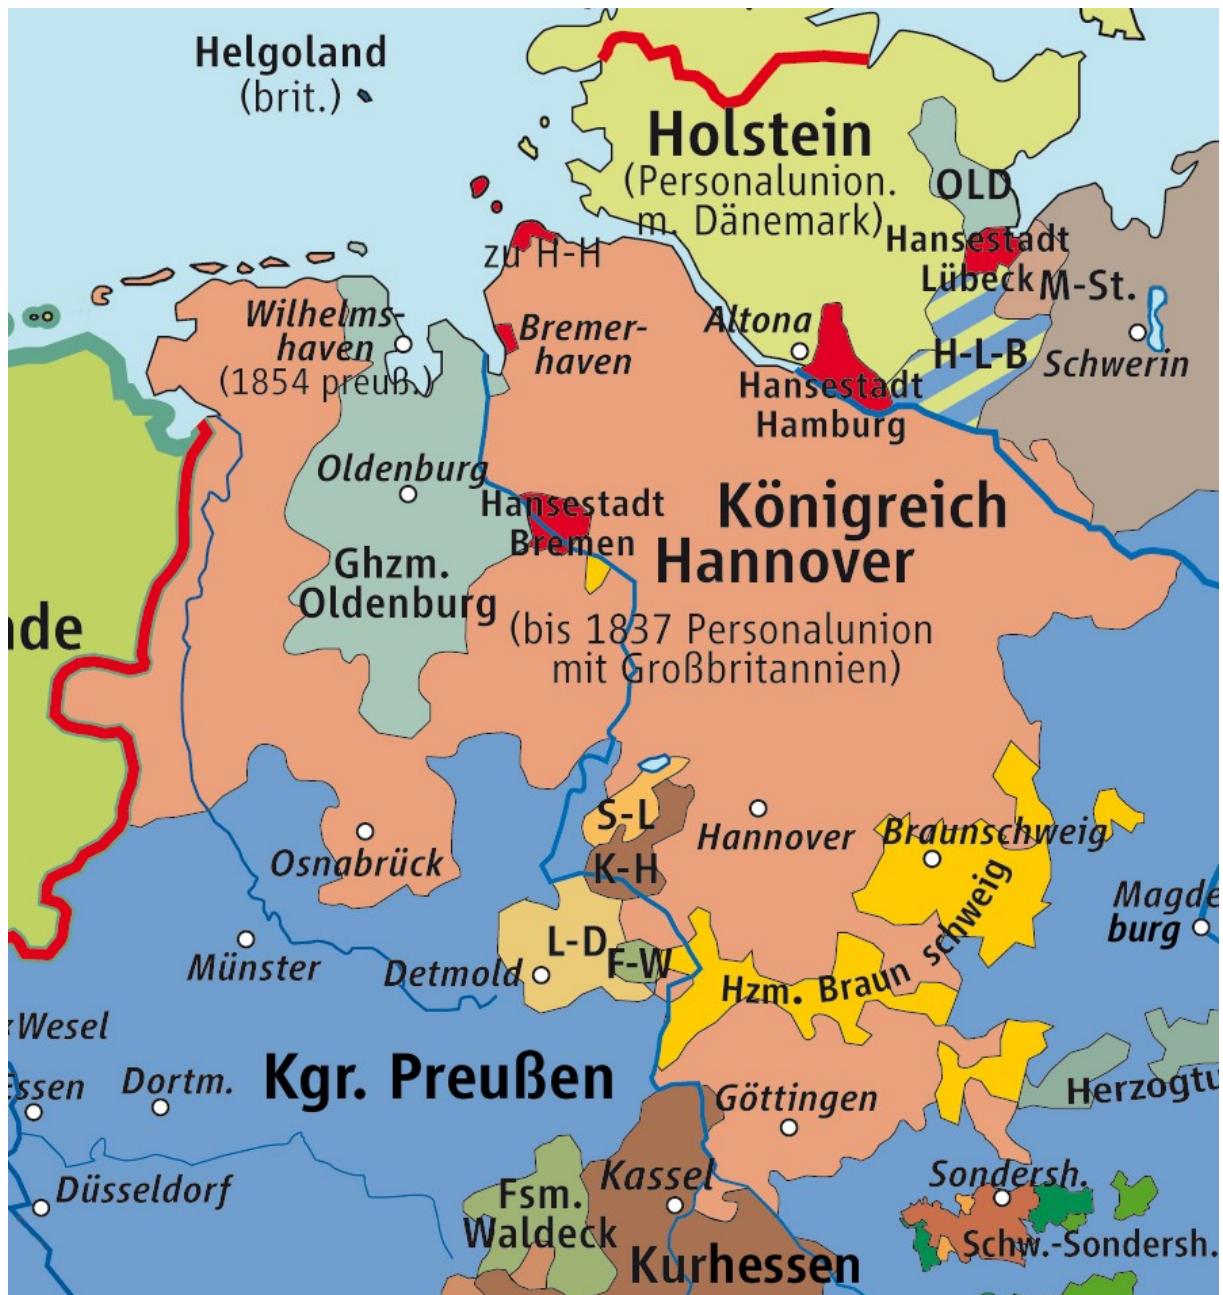 Helgoland
(brit.)
Holstein
(Personalunion.
m. Dänemark)
OLD
Hansestadt
Lübeck
M-St.
zu H-H
Wilhelms-
haven
(1854 preuß.)
Bremer-
haven
Altona
H-L-B
Schwerin
Hansestadt
Hamburg
Oldenburg
Hansestadt
Bremen
Königreich
Hannover
(bis 1837 Personalunion
mit Großbritannien)
Ghzm.
Oldenburg
nde
S-L
K-H
Hannover
Braunschweig
Osnabrück
Magde
burg
L-D
F-W
Hzm. Braun schweig
Münster
Detmold
Wesel
Essen
Dortm.
Kgr. Preußen
Göttingen
Herzogtu
Düsseldorf
Fsm.
Waldeck
Kassel
Kurhessen
Sondersh.
Schw.-Sondersh.